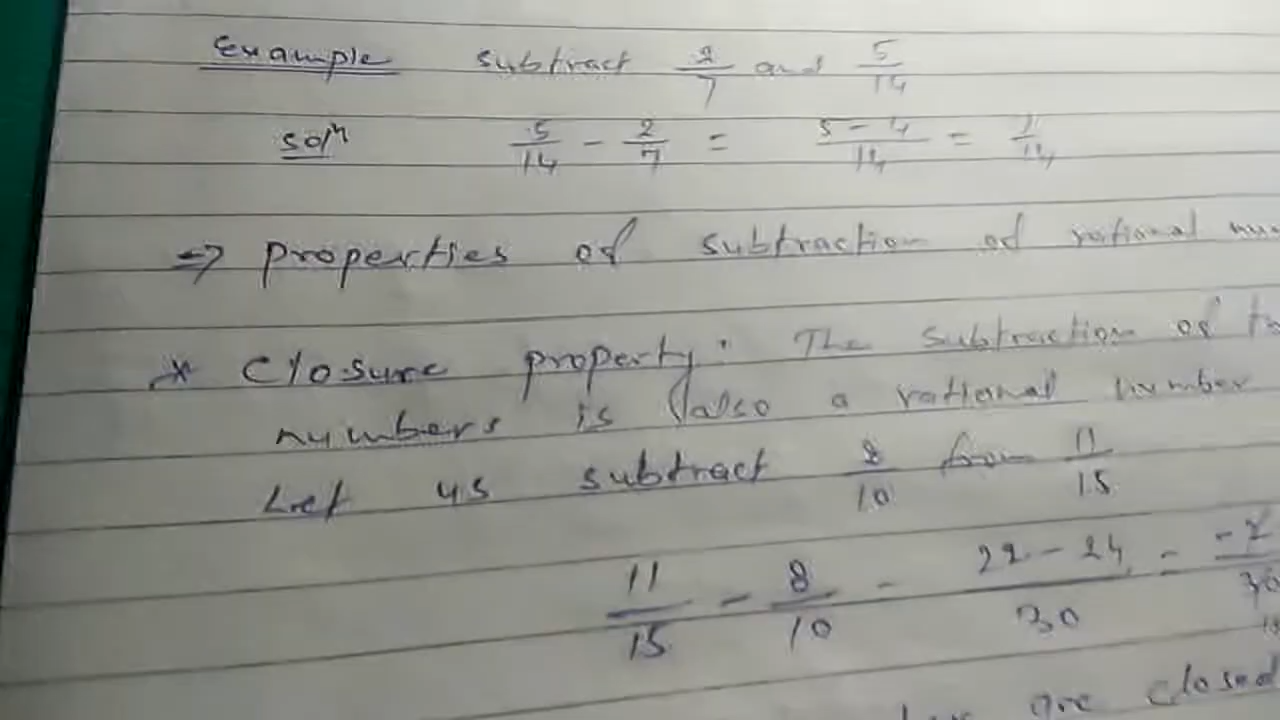 Example subtract 2/7 and 5/14
soln 5/14 - 2/7 = 5-4/14 = 1/14
⇒ properties of subtraction of rational nu
* Closure property: The subtraction of t
numbers is also a rational number
Let us subtract 8/10 from 11/15
11/15 - 8/10 = 22-24/30 = -2/30
are closed